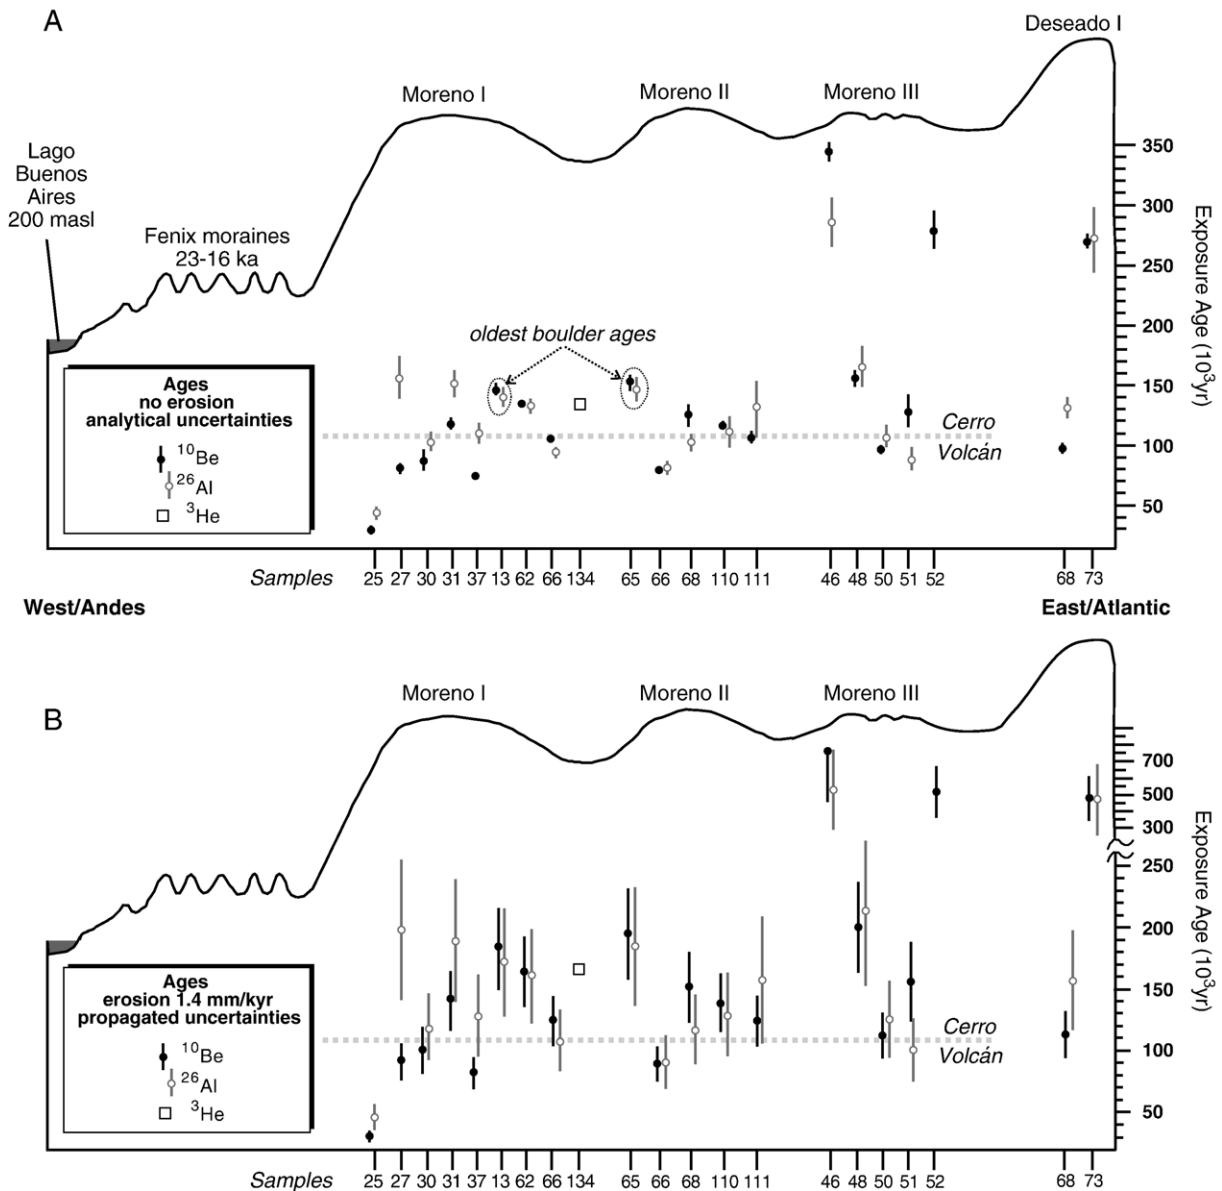 A
Deseado I
Moreno I
Moreno II
Moreno III
Lago
Buenos
Aires
200 masl
Fenix moraines
23-16 ka
oldest boulder ages
Ages
no erosion
analytical uncertainties
10Be
26Al
3He
Cerro
Volcán
350
300
250
200
150
100
50
Exposure Age (10³yr)
Samples 25 27 30 31 37 13 62 66 134 65 66 68 110 111 46 48 50 51 52 68 73
West/Andes East/Atlantic
B
Moreno I
Moreno II
Moreno III
Ages
erosion 1.4 mm/kyr
propagated uncertainties
10Be
26Al
3He
Cerro
Volcán
700
500
300
250
200
150
100
50
Exposure Age (10³yr)
Samples 25 27 30 31 37 13 62 66 134 65 66 68 110 111 46 48 50 51 52 68 73